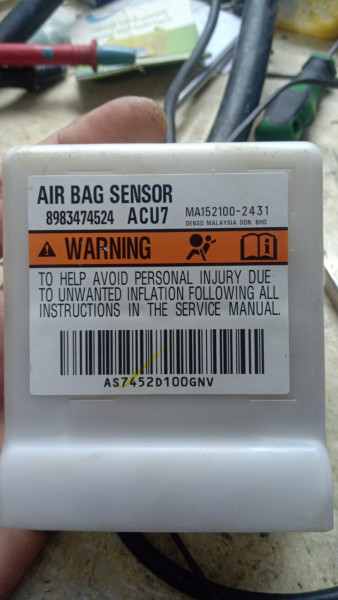 AIR BAG SENSOR
8983474524 ACU7 MA152100-2431
DENSO MALAYSIA SDN BHD
WARNING
TO HELP AVOID PERSONAL INJURY DUE
TO UNWANTED INFLATION FOLLOWING ALL
INSTRUCTIONS IN THE SERVICE MANUAL.
AS7452D100GNV